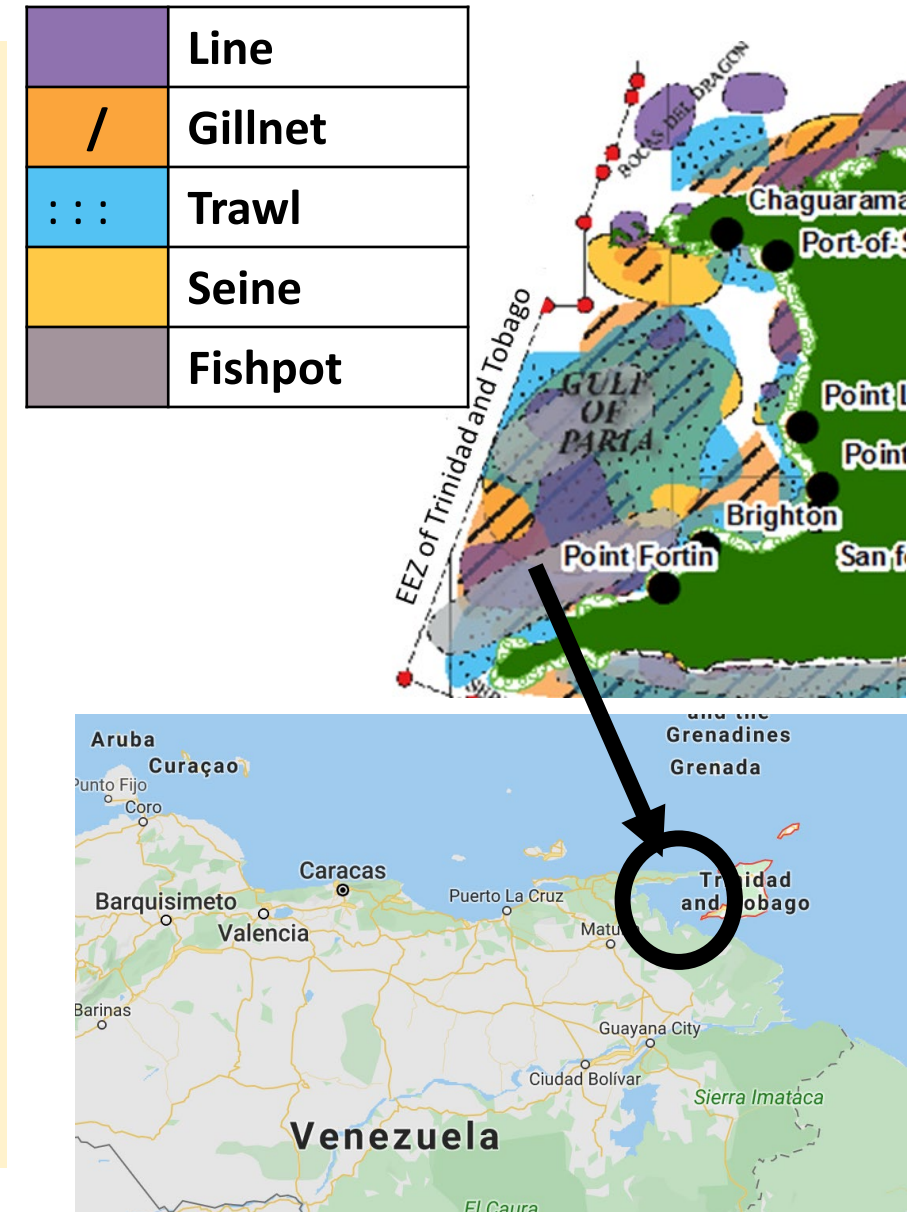 Line
/
Gillnet
: : :
Trawl
Seine
Fishpot
BOCAS DEL DRAGON
Chaguarama
Port-of-S
EEZ of Trinidad and Tobago
GULF
OF
PARIA
Point L
Point
Brighton
Point Fortin
San f
and the
Grenadines
Grenada
Aruba
Curaçao
Punto Fijo
Coro
Caracas
Trinidad
and Tobago
Barquisimeto
Puerto La Cruz
Valencia
Matu
Barinas
Guayana City
Ciudad Bolívar
Sierra Imataca
Venezuela
El Caura